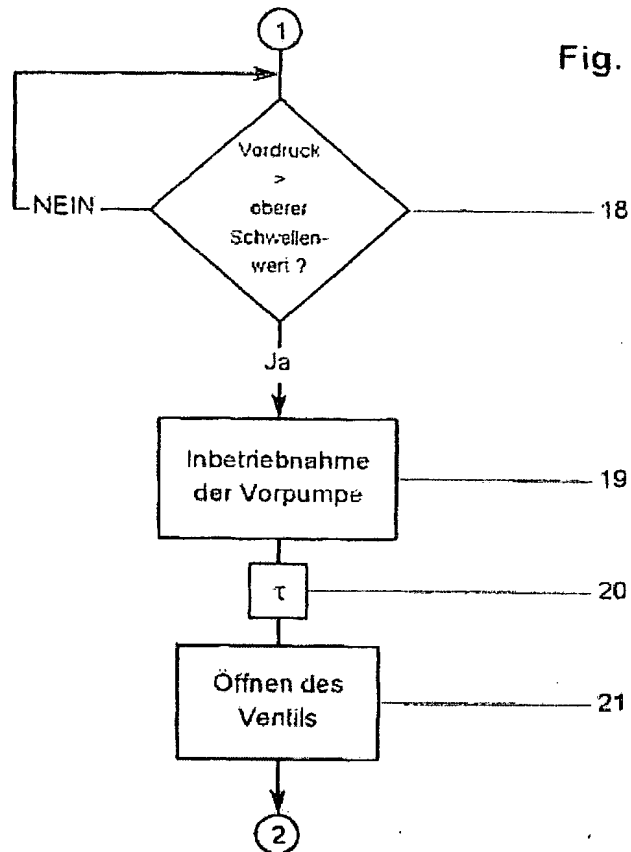 1
Fig.
Vordruck
>
oberer
Schwellen-
wert ?
NEIN
18
Ja
Inbetriebnahme
der Vorpumpe
19
τ
20
Öffnen des
Ventils
21
2